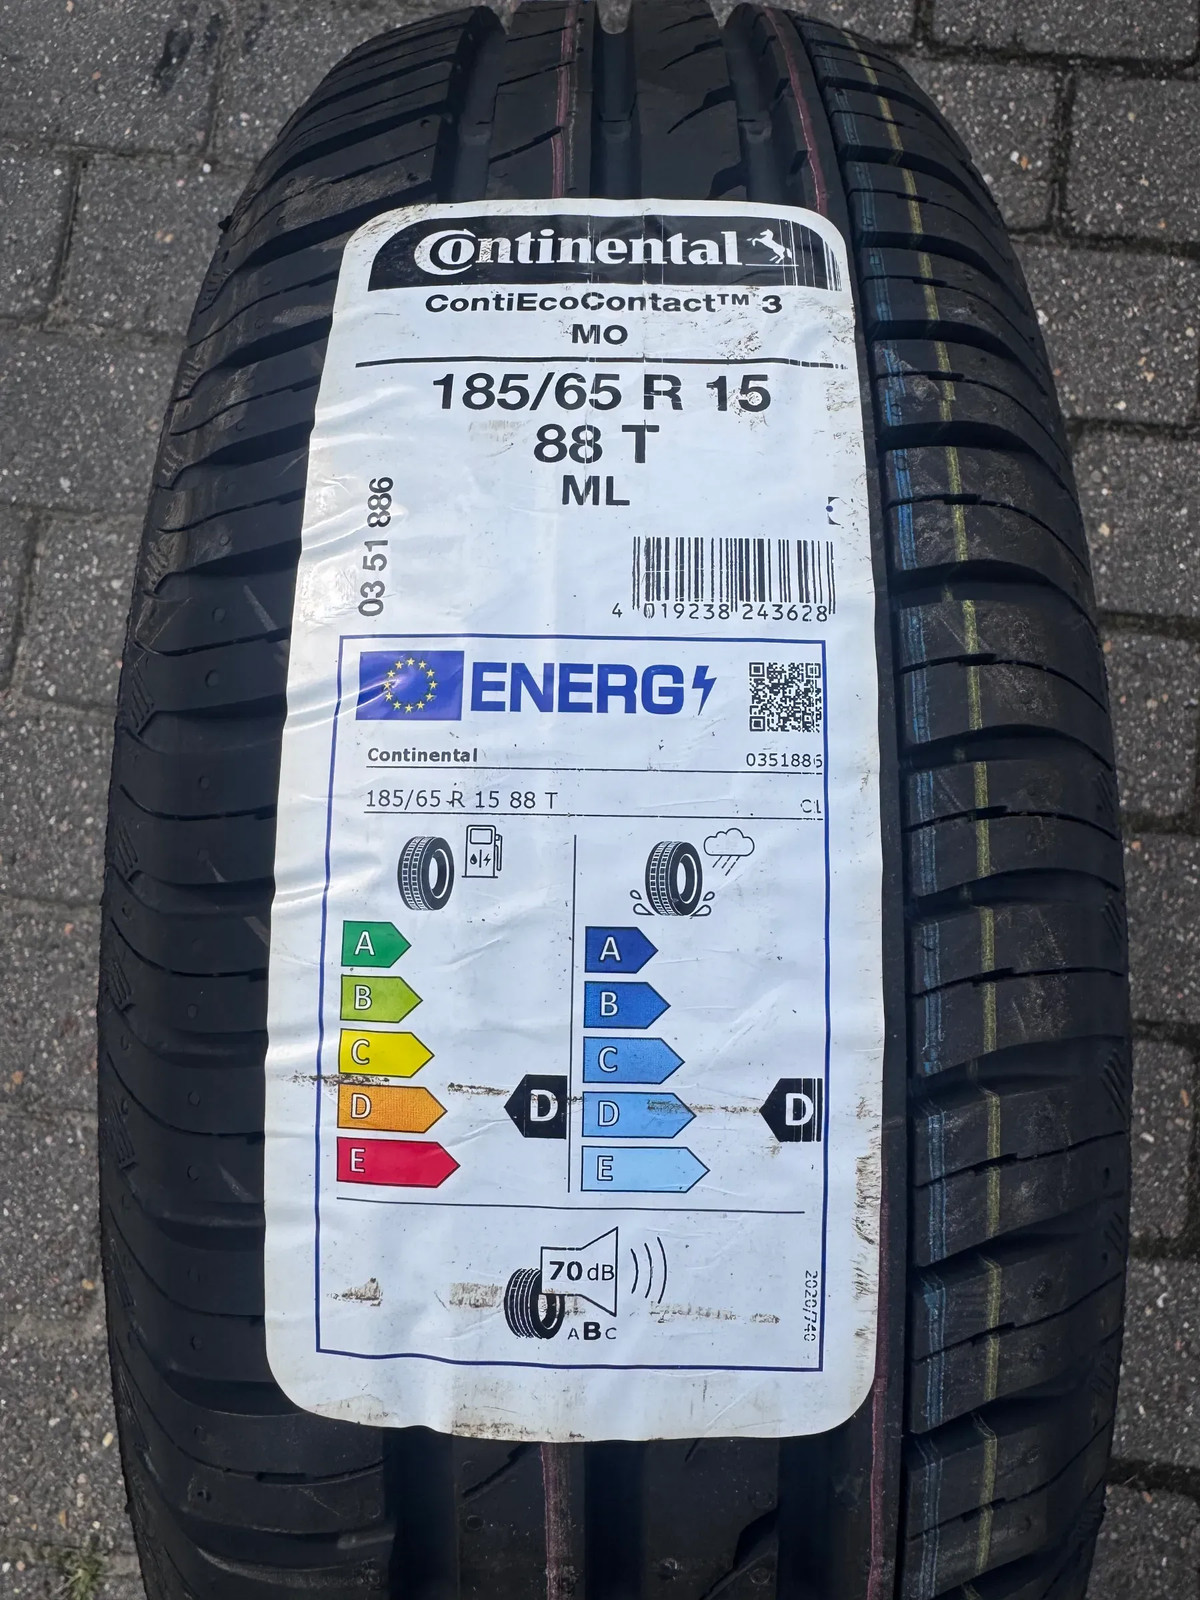 Continental
ContiEcoContact™ 3
MO
185/65 R 15
88 T
ML
03 51 886
4 019238 243628
ENERG
Continental 0351886
185/65 R 15 88 T C1
A A
B B
C C
D D D D
E E
70 dB
ABC
2020/740